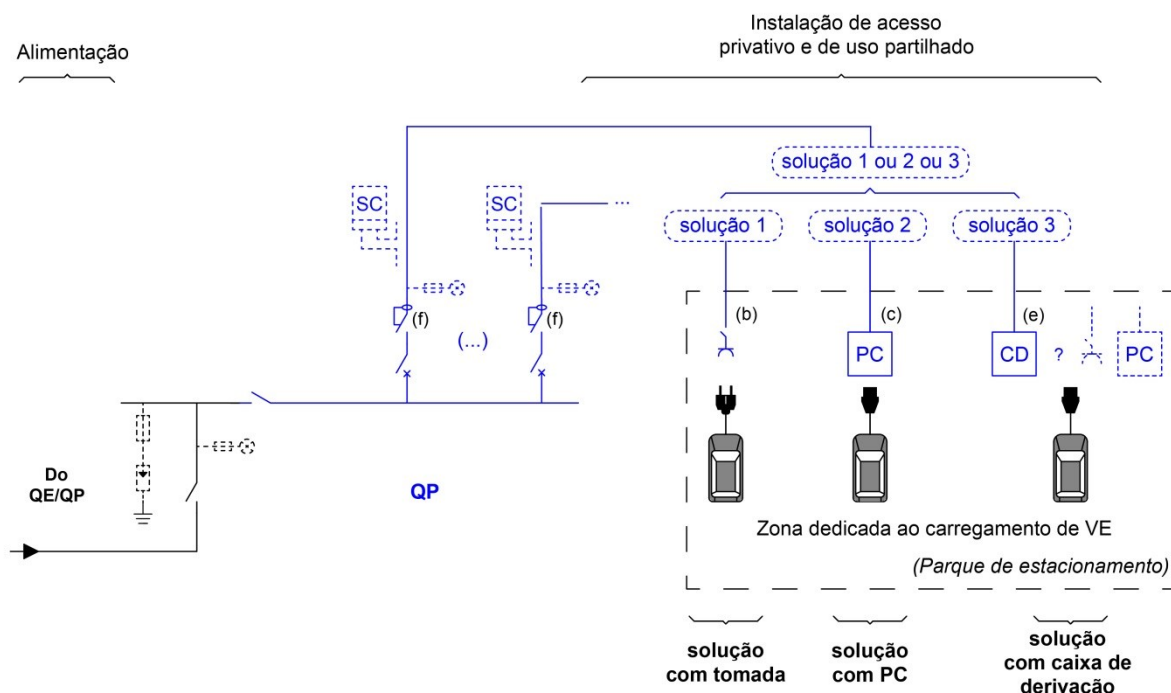 Instalação de acesso
privativo e de uso partilhado
Alimentação
solução 1 ou 2 ou 3
SC
SC
...
solução 1
solução 2
solução 3
(b)
(c)
(e)
(f)
(...)
(f)
PC
CD
?
PC
Do
QE/QP
QP
Zona dedicada ao carregamento de VE
(Parque de estacionamento)
solução
com tomada
solução
com PC
solução
com caixa de
derivação